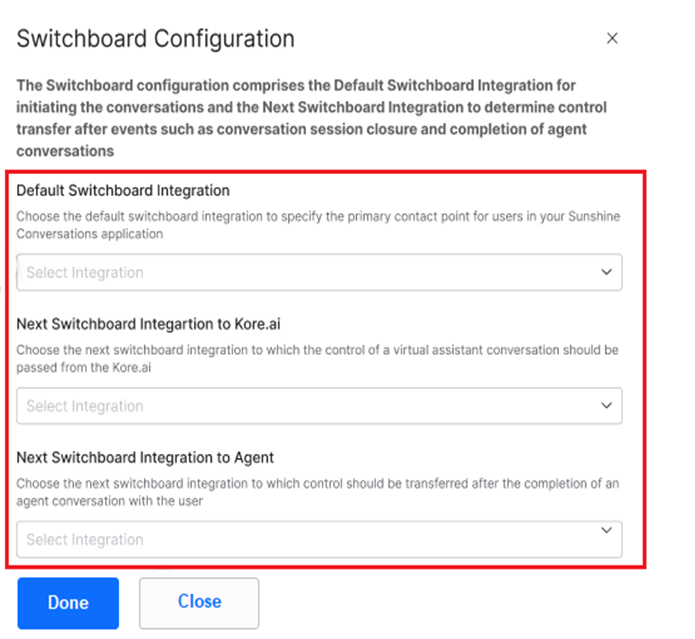 Switchboard Configuration
The Switchboard configuration comprises the Default Switchboard Integration for
initiating the conversations and the Next Switchboard Integration to determine control
transfer after events such as conversation session closure and completion of agent
conversations
Default Switchboard Integration
Choose the default switchboard integration to specify the primary contact point for users in your Sunshine
Conversations application
Select Integration
Next Switchboard Integartion to Kore.ai
Choose the next switchboard integration to which the control of a virtual assistant conversation should be
passed from the Kore.ai
Select Integration
Next Switchboard Integration to Agent
Choose the next switchboard integration to which control should be transferred after the completion of an
agent conversation with the user
Select Integration
Done
Close